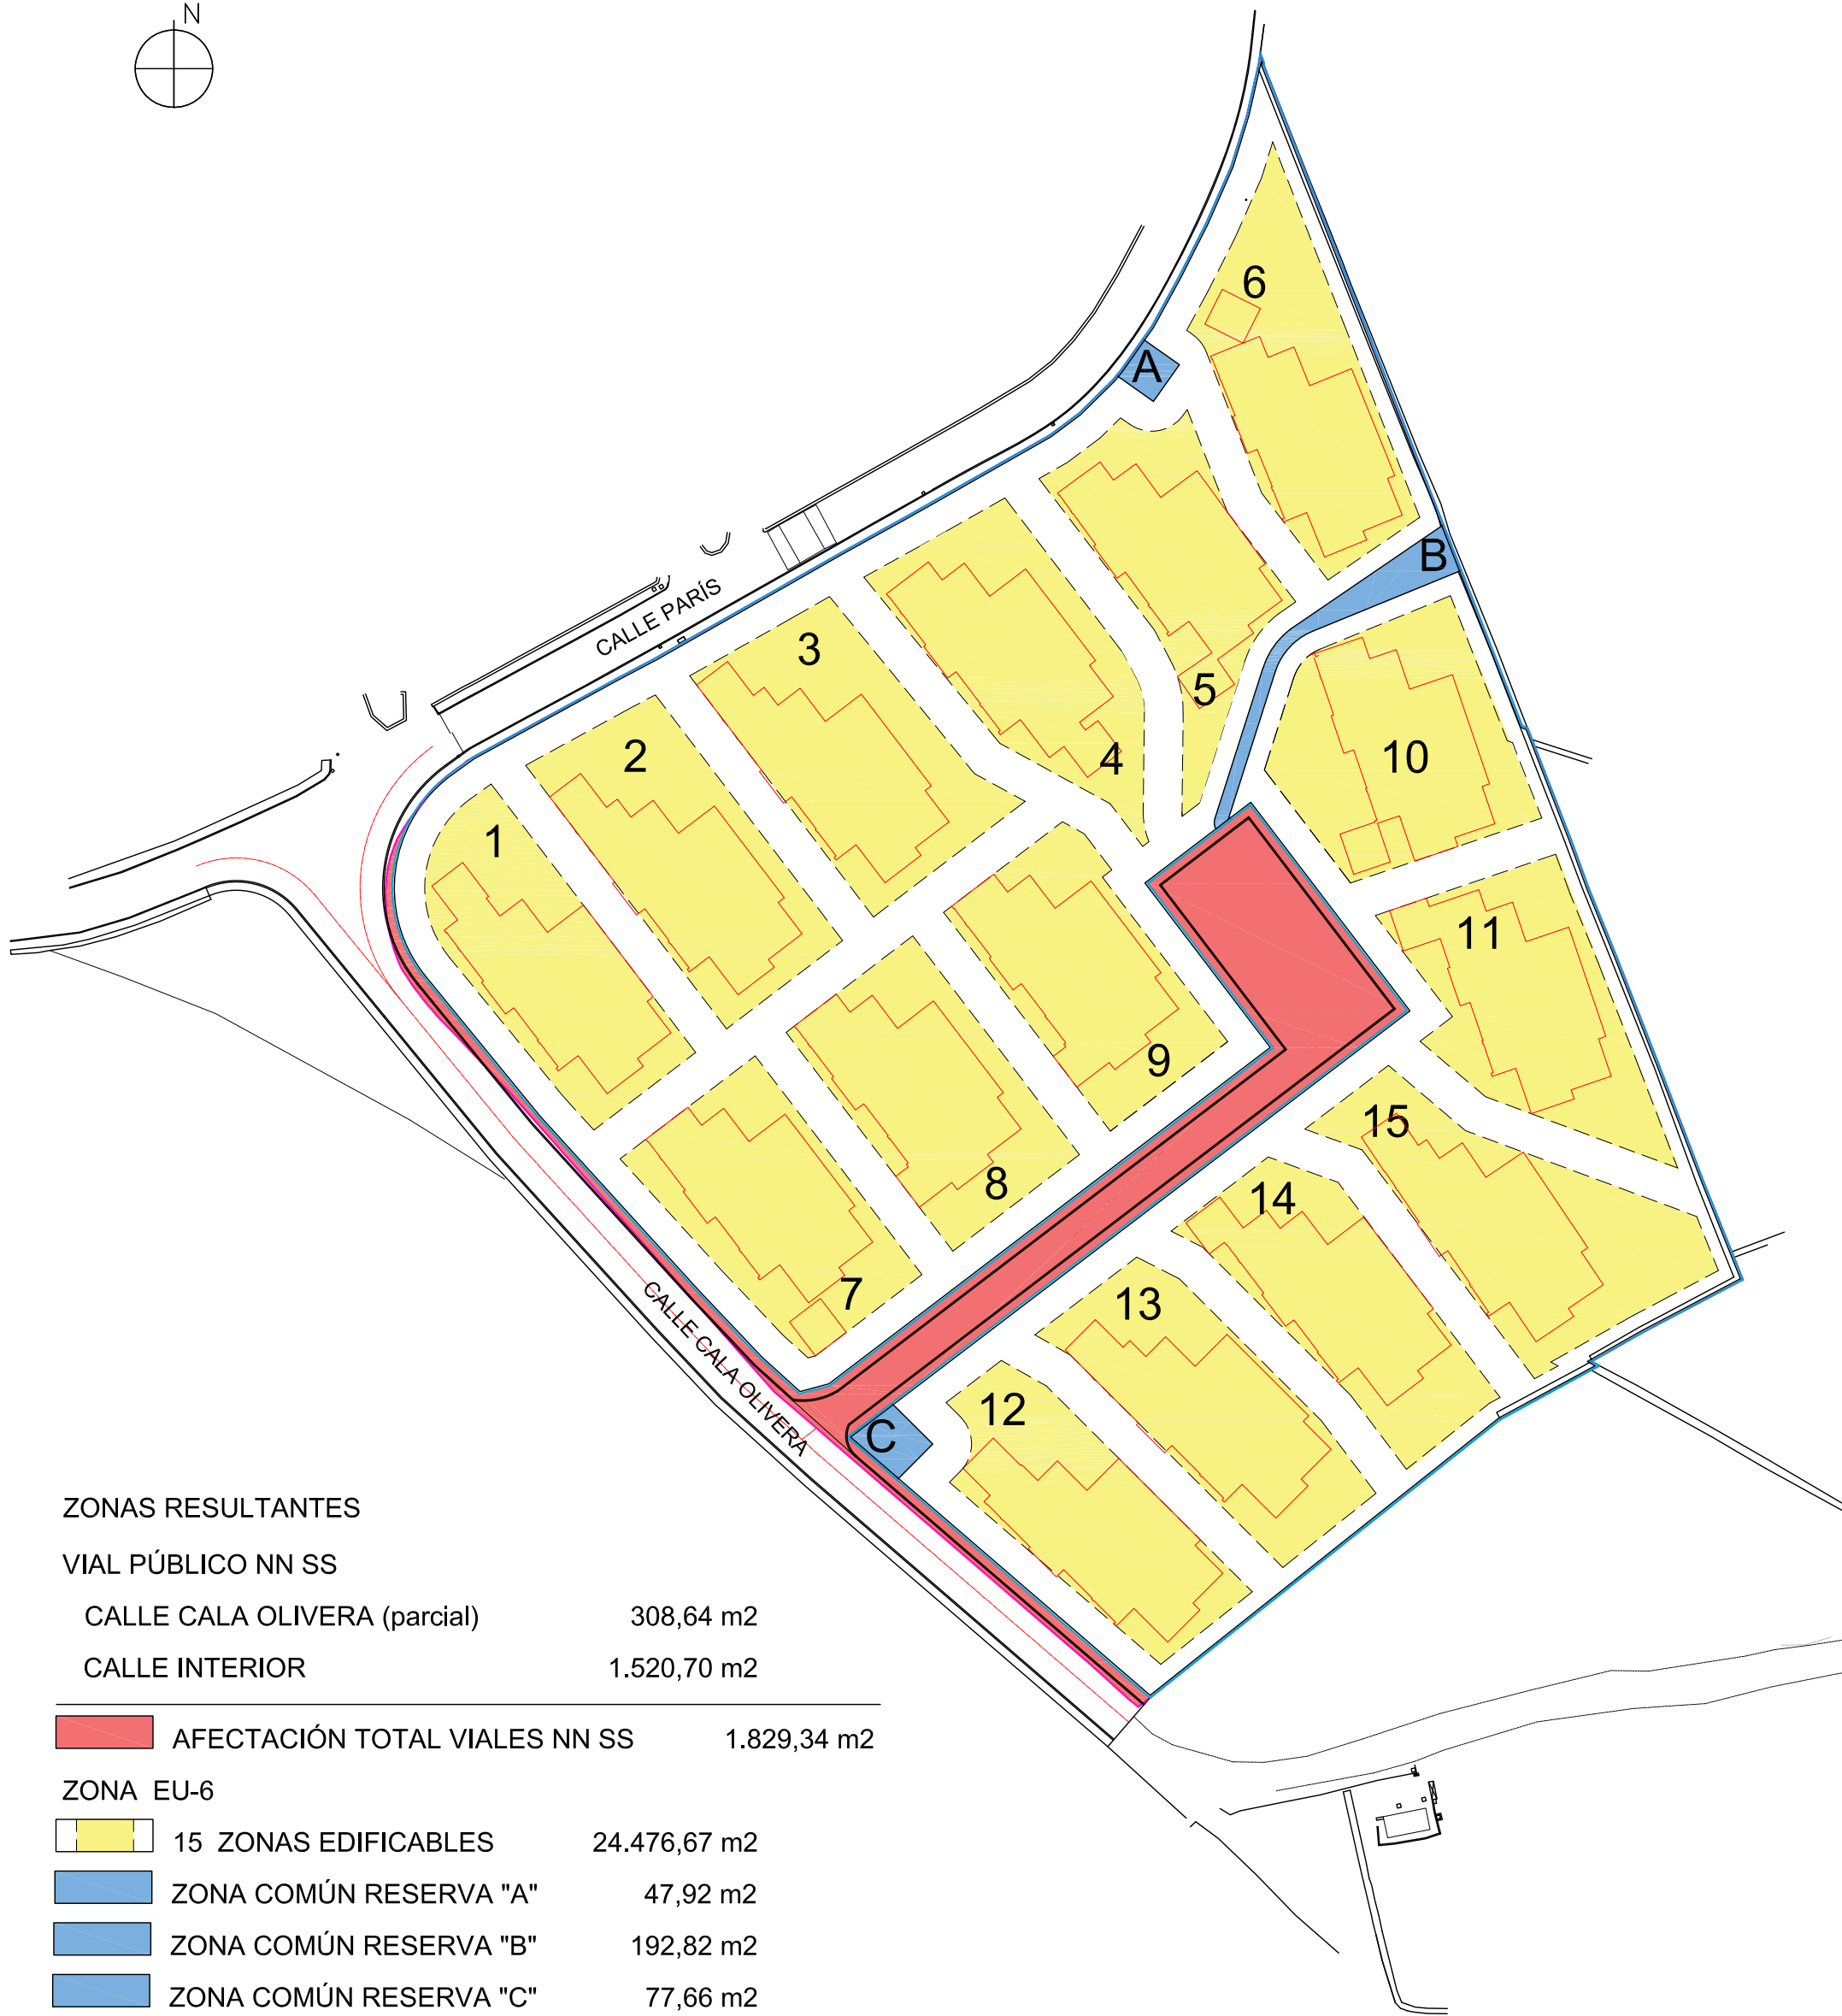 N
6
A
B
CALLE PARÍS
3
5
2
4
10
1
11
9
15
8
14
7
13
CALLE CALA OLIVERA
12
C
ZONAS RESULTANTES
VIAL PÚBLICO NN SS
CALLE CALA OLIVERA (parcial) 308,64 m2
CALLE INTERIOR 1.520,70 m2
AFECTACIÓN TOTAL VIALES NN SS 1.829,34 m2
ZONA EU-6
15 ZONAS EDIFICABLES 24.476,67 m2
ZONA COMÚN RESERVA "A" 47,92 m2
ZONA COMÚN RESERVA "B" 192,82 m2
ZONA COMÚN RESERVA "C" 77,66 m2